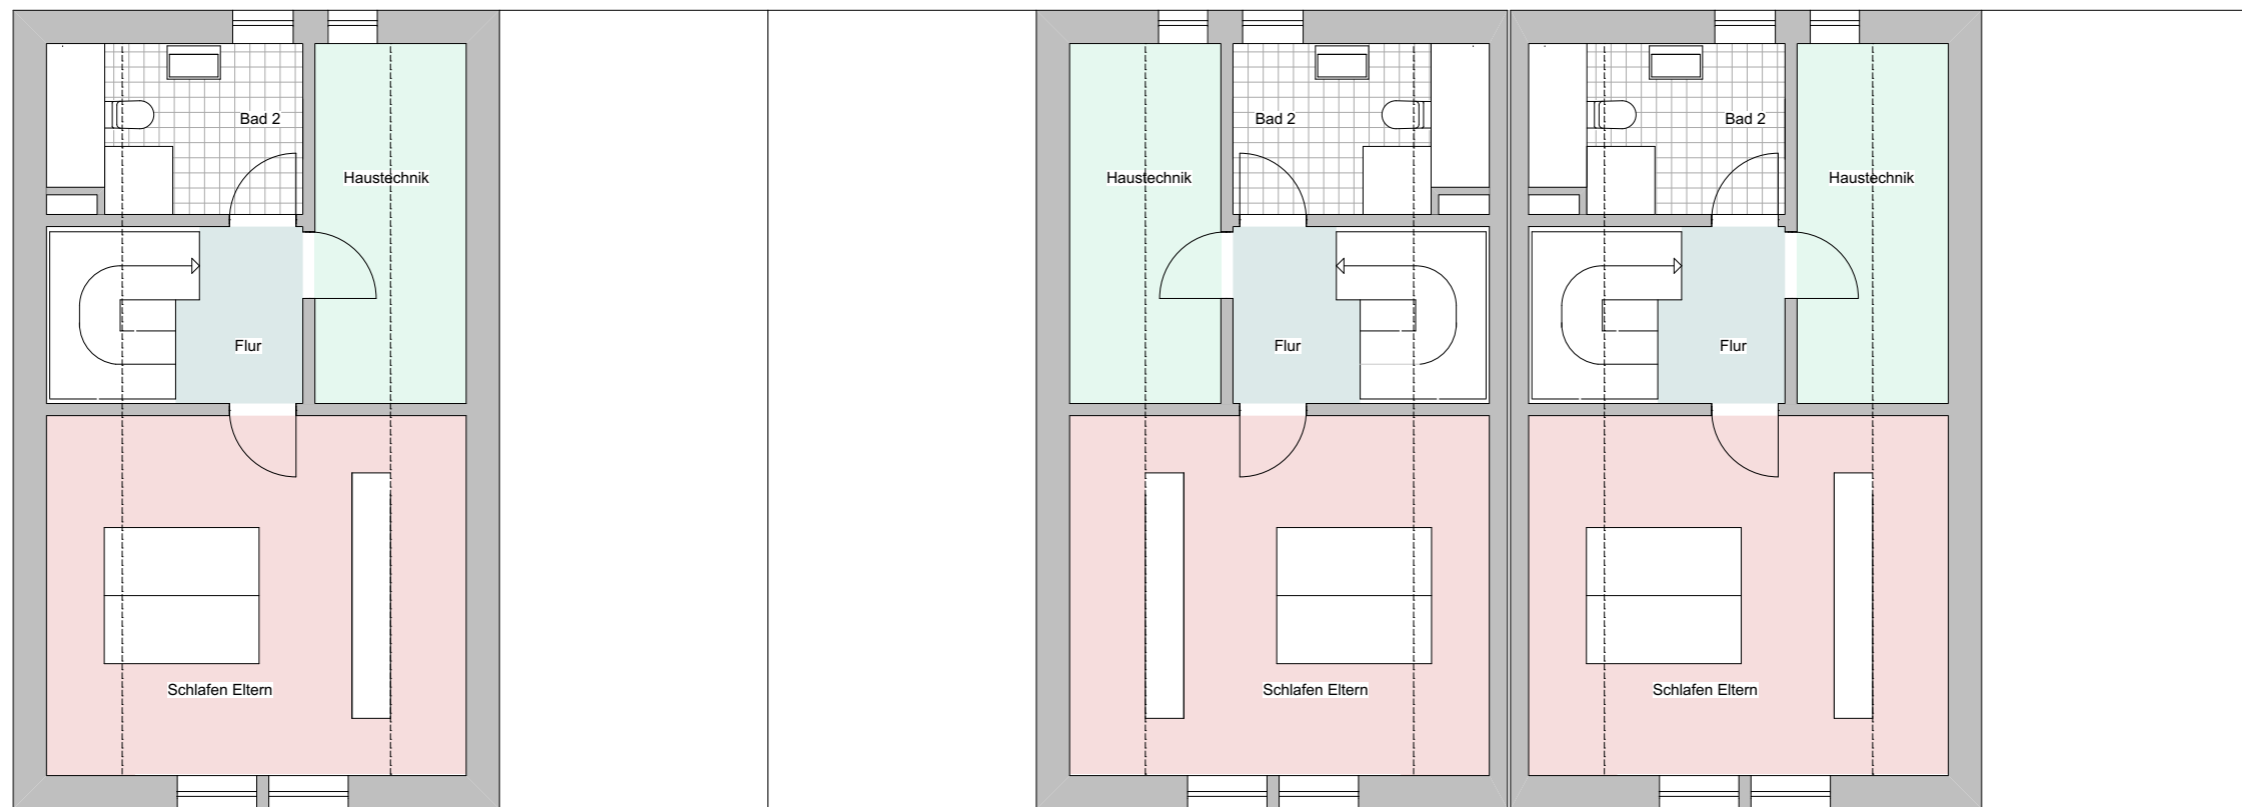 Bad 2
Haustechnik
Flur
Schlafen Eltern
Bad 2
Haustechnik
Flur
Schlafen Eltern
Bad 2
Haustechnik
Flur
Schlafen Eltern